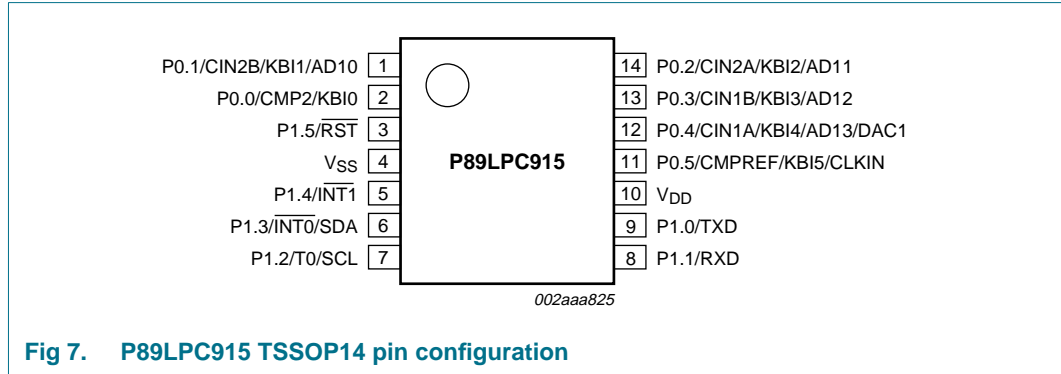 P0.1/CIN2B/KBI1/AD10 1 14 P0.2/CIN2A/KBI2/AD11
P0.0/CMP2/KBI0 2 13 P0.3/CIN1B/KBI3/AD12
P1.5/R̅S̅T̅ 3 12 P0.4/CIN1A/KBI4/AD13/DAC1
VSS 4 P89LPC915 11 P0.5/CMPREF/KBI5/CLKIN
P1.4/I̅N̅T̅1̅ 5 10 VDD
P1.3/I̅N̅T̅0̅/SDA 6 9 P1.0/TXD
P1.2/T0/SCL 7 8 P1.1/RXD
002aaa825
Fig 7. P89LPC915 TSSOP14 pin configuration